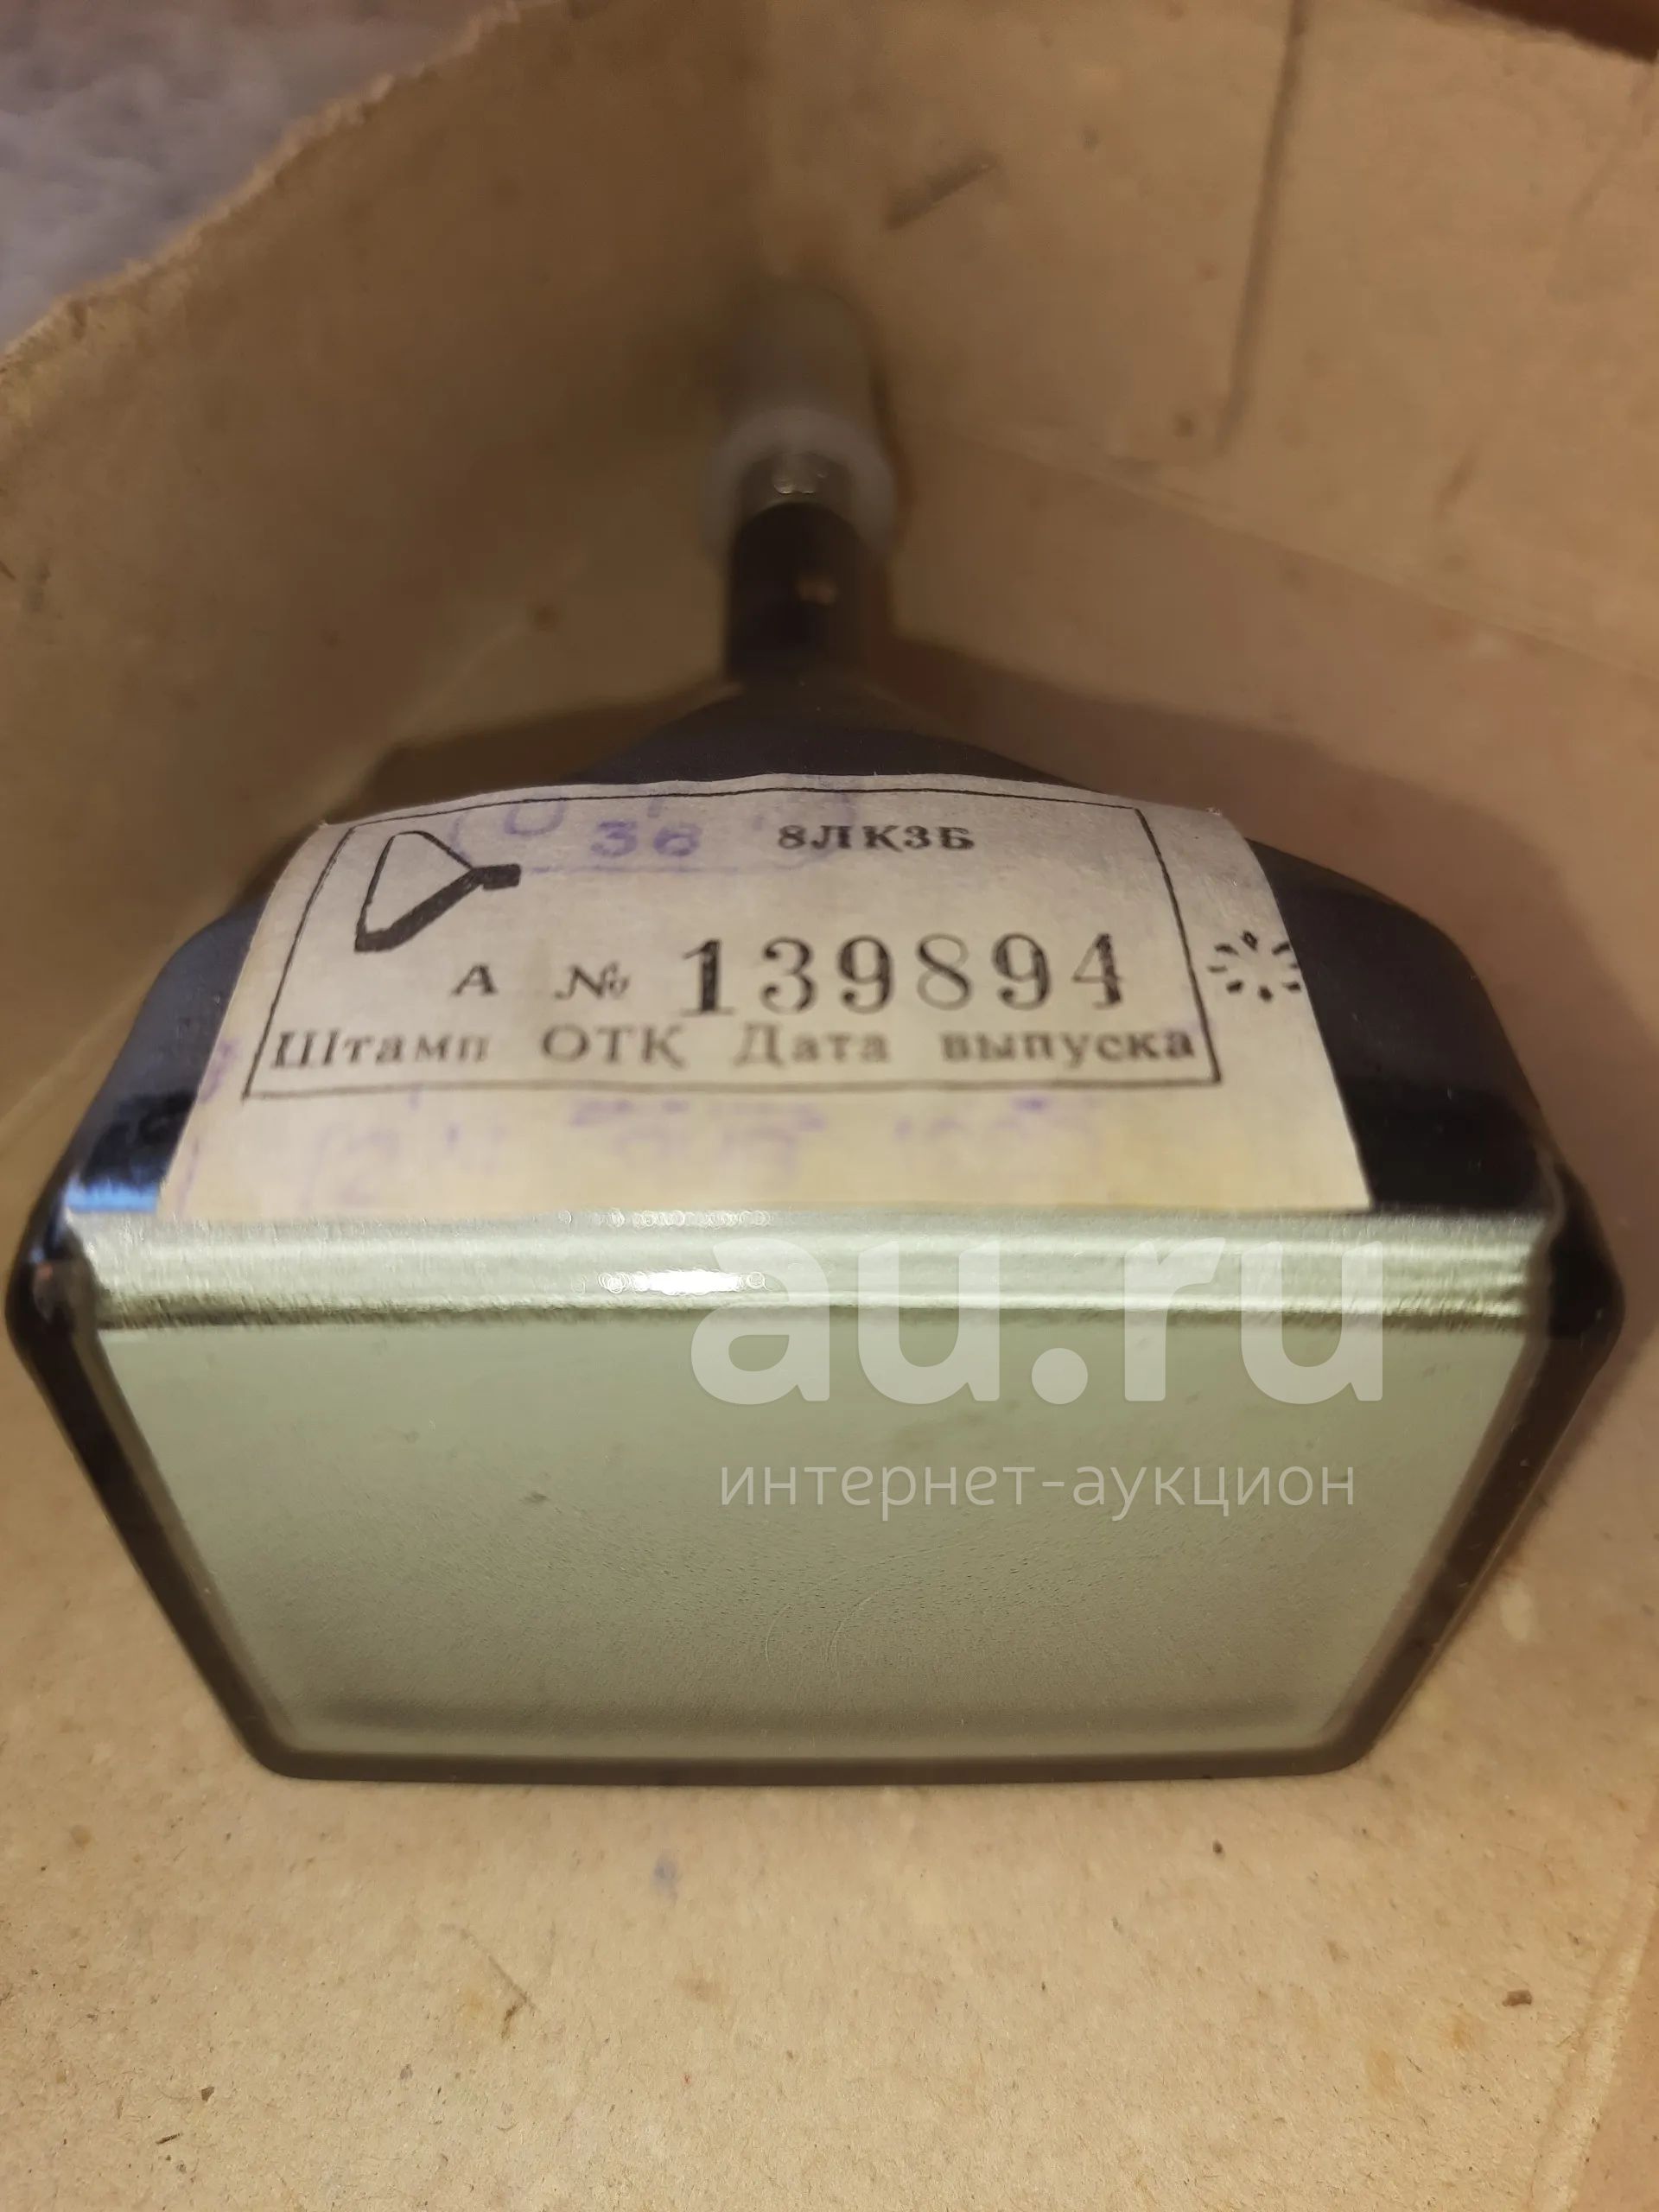 36
8ЛК3Б
А № 139894
Штамп ОТК Дата выпуска
au.ru
интернет-аукцион